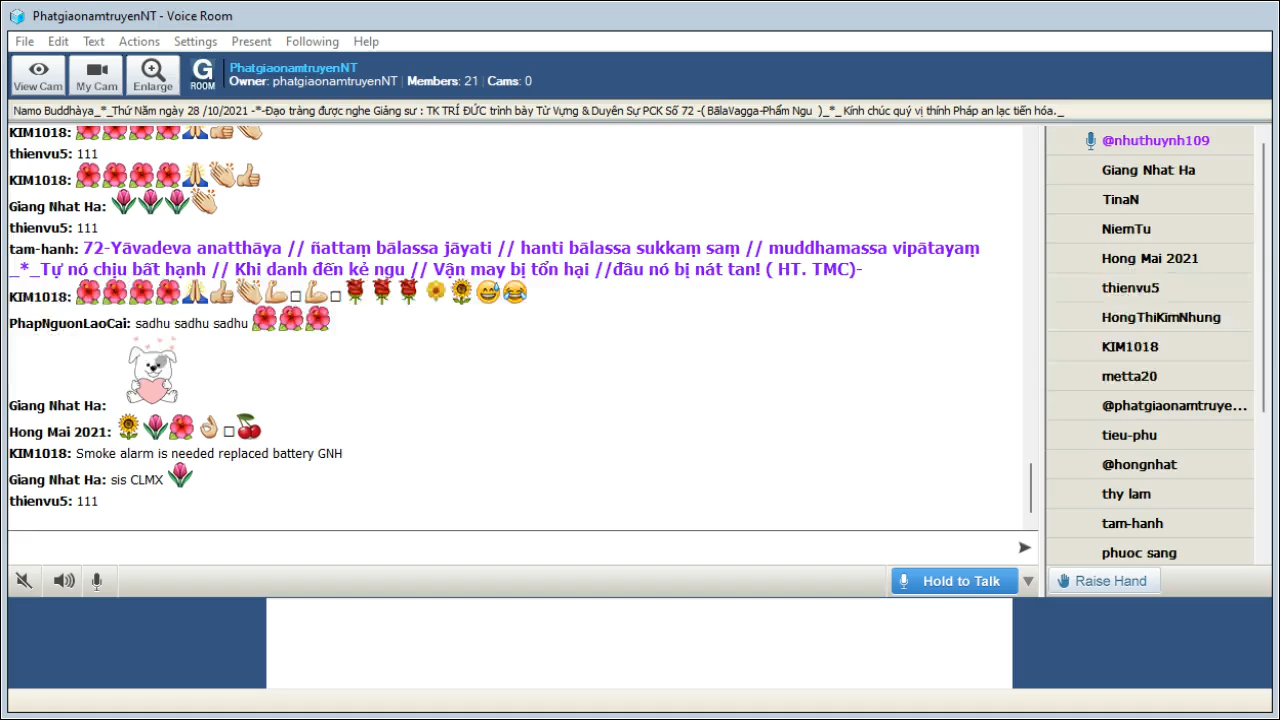 PhatgiaonamtruyenNT - Voice Room
File Edit Text Actions Settings Present Following Help
View Cam My Cam Enlarge G ROOM
PhatgiaonamtruyenNT
Owner: phatgiaonamtruyenNT | Members: 21 | Cams: 0
Namo Buddhàya_*_Thứ Năm ngày 28 /10/2021 -*-Đạo tràng được nghe Giảng sư : TK TRÍ ĐỨC trình bày Từ Vựng & Duyên Sự PCK Số 72 -( BãlaVagga-Phẩm Ngu )_*_ Kính chúc quý vị thính Pháp an lạc tiến hóa._
KIM1018:
thienvu5: 111
KIM1018:
Giang Nhat Ha:
thienvu5: 111
tam-hanh: 72-Yāvadeva anatthāya // ñattaṃ bālassa jāyati // hanti bālassa sukkaṃ saṃ // muddhamassa vipātayaṃ
_*_Tự nó chịu bất hạnh // Khi danh đến kẻ ngu // Vận may bị tổn hại //đầu nó bị nát tan! ( HT. TMC)-
KIM1018:
PhapNguonLaoCai: sadhu sadhu sadhu
Giang Nhat Ha:
Hong Mai 2021:
KIM1018: Smoke alarm is needed replaced battery GNH
Giang Nhat Ha: sis CLMX
thienvu5: 111
@nhuthuynh109
Giang Nhat Ha
TinaN
NiemTu
Hong Mai 2021
thienvu5
HongThiKimNhung
KIM1018
metta20
@phatgiaonamtruye...
tieu-phu
@hongnhat
thy lam
tam-hanh
phuoc sang
Hold to Talk
Raise Hand